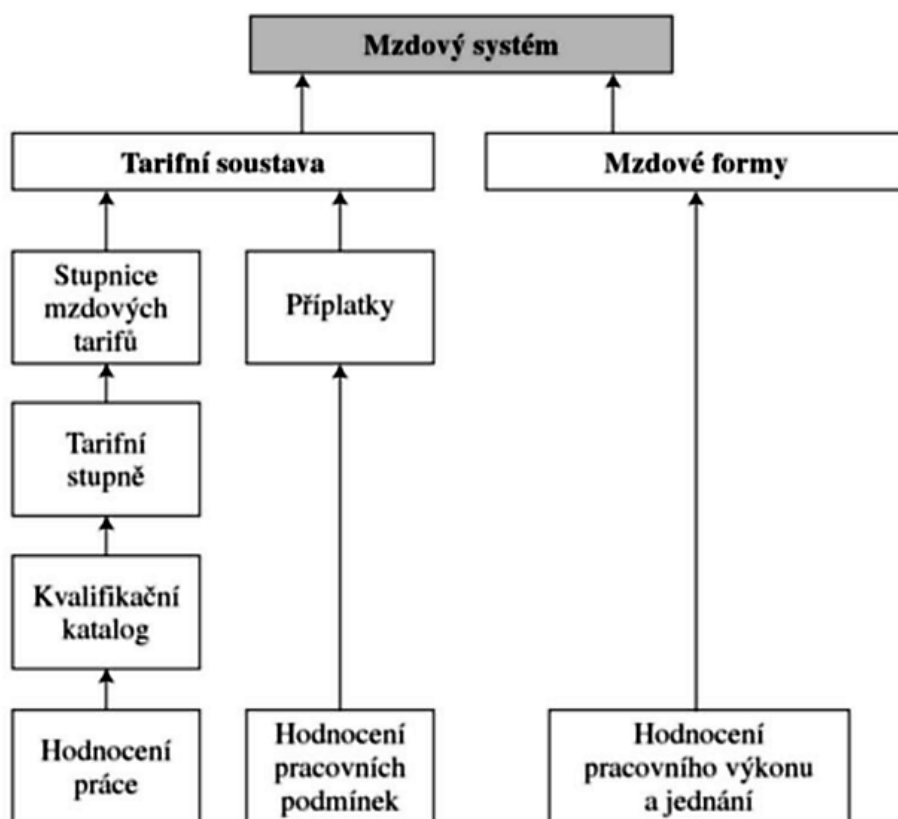 Mzdový systém
Tarifní soustava
Mzdové formy
Stupnice
mzdových
tarifů
Příplatky
Tarifní
stupně
Kvalifikační
katalog
Hodnocení
práce
Hodnocení
pracovních
podmínek
Hodnocení
pracovního výkonu
a jednání